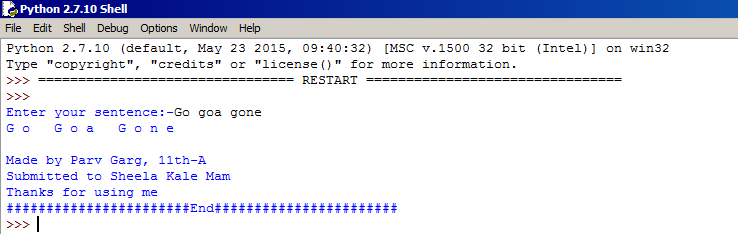 Python 2.7.10 Shell
File Edit Shell Debug Options Window Help
Python 2.7.10 (default, May 23 2015, 09:40:32) [MSC v.1500 32 bit (Intel)] on win32
Type "copyright", "credits" or "license()" for more information.
>>> ================================ RESTART ================================
>>>
Enter your sentence:-Go goa gone
G o   G o a   G o n e
Made by Parv Garg, 11th-A
Submitted to Sheela Kale Mam
Thanks for using me
#######################End#######################
>>>